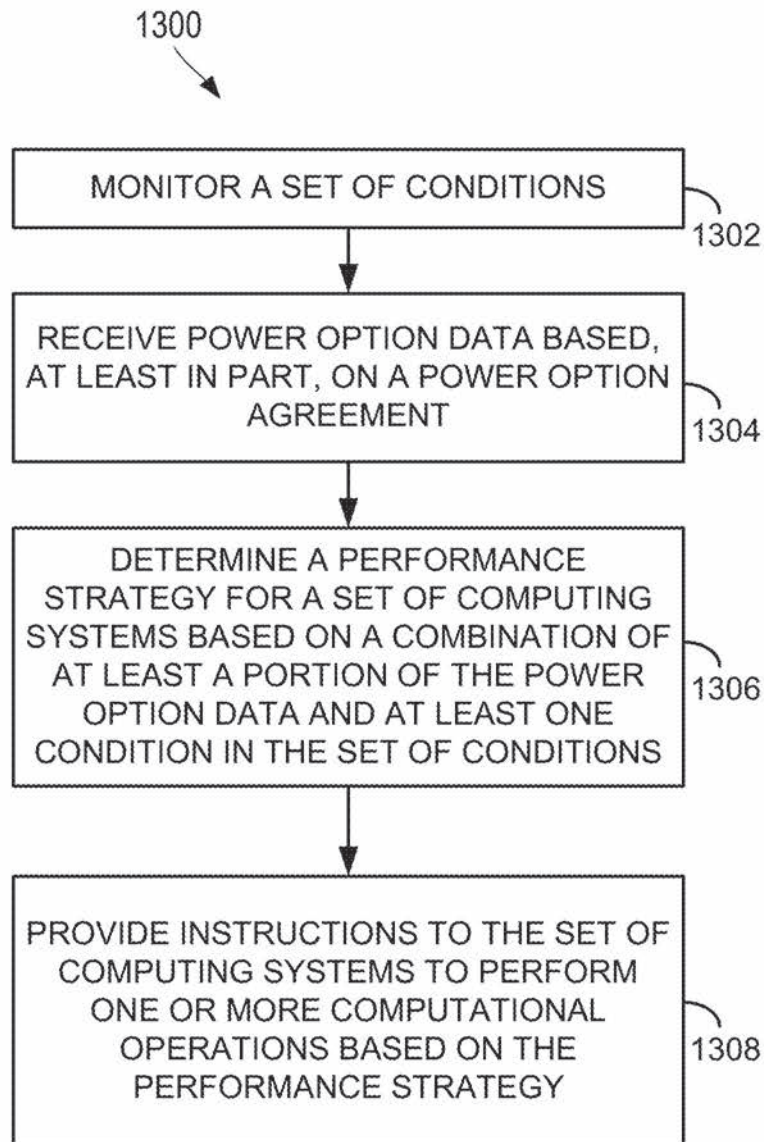 1300
MONITOR A SET OF CONDITIONS
1302
RECEIVE POWER OPTION DATA BASED,
AT LEAST IN PART, ON A POWER OPTION
AGREEMENT
1304
DETERMINE A PERFORMANCE
STRATEGY FOR A SET OF COMPUTING
SYSTEMS BASED ON A COMBINATION OF
AT LEAST A PORTION OF THE POWER
OPTION DATA AND AT LEAST ONE
CONDITION IN THE SET OF CONDITIONS
1306
PROVIDE INSTRUCTIONS TO THE SET OF
COMPUTING SYSTEMS TO PERFORM
ONE OR MORE COMPUTATIONAL
OPERATIONS BASED ON THE
PERFORMANCE STRATEGY
1308